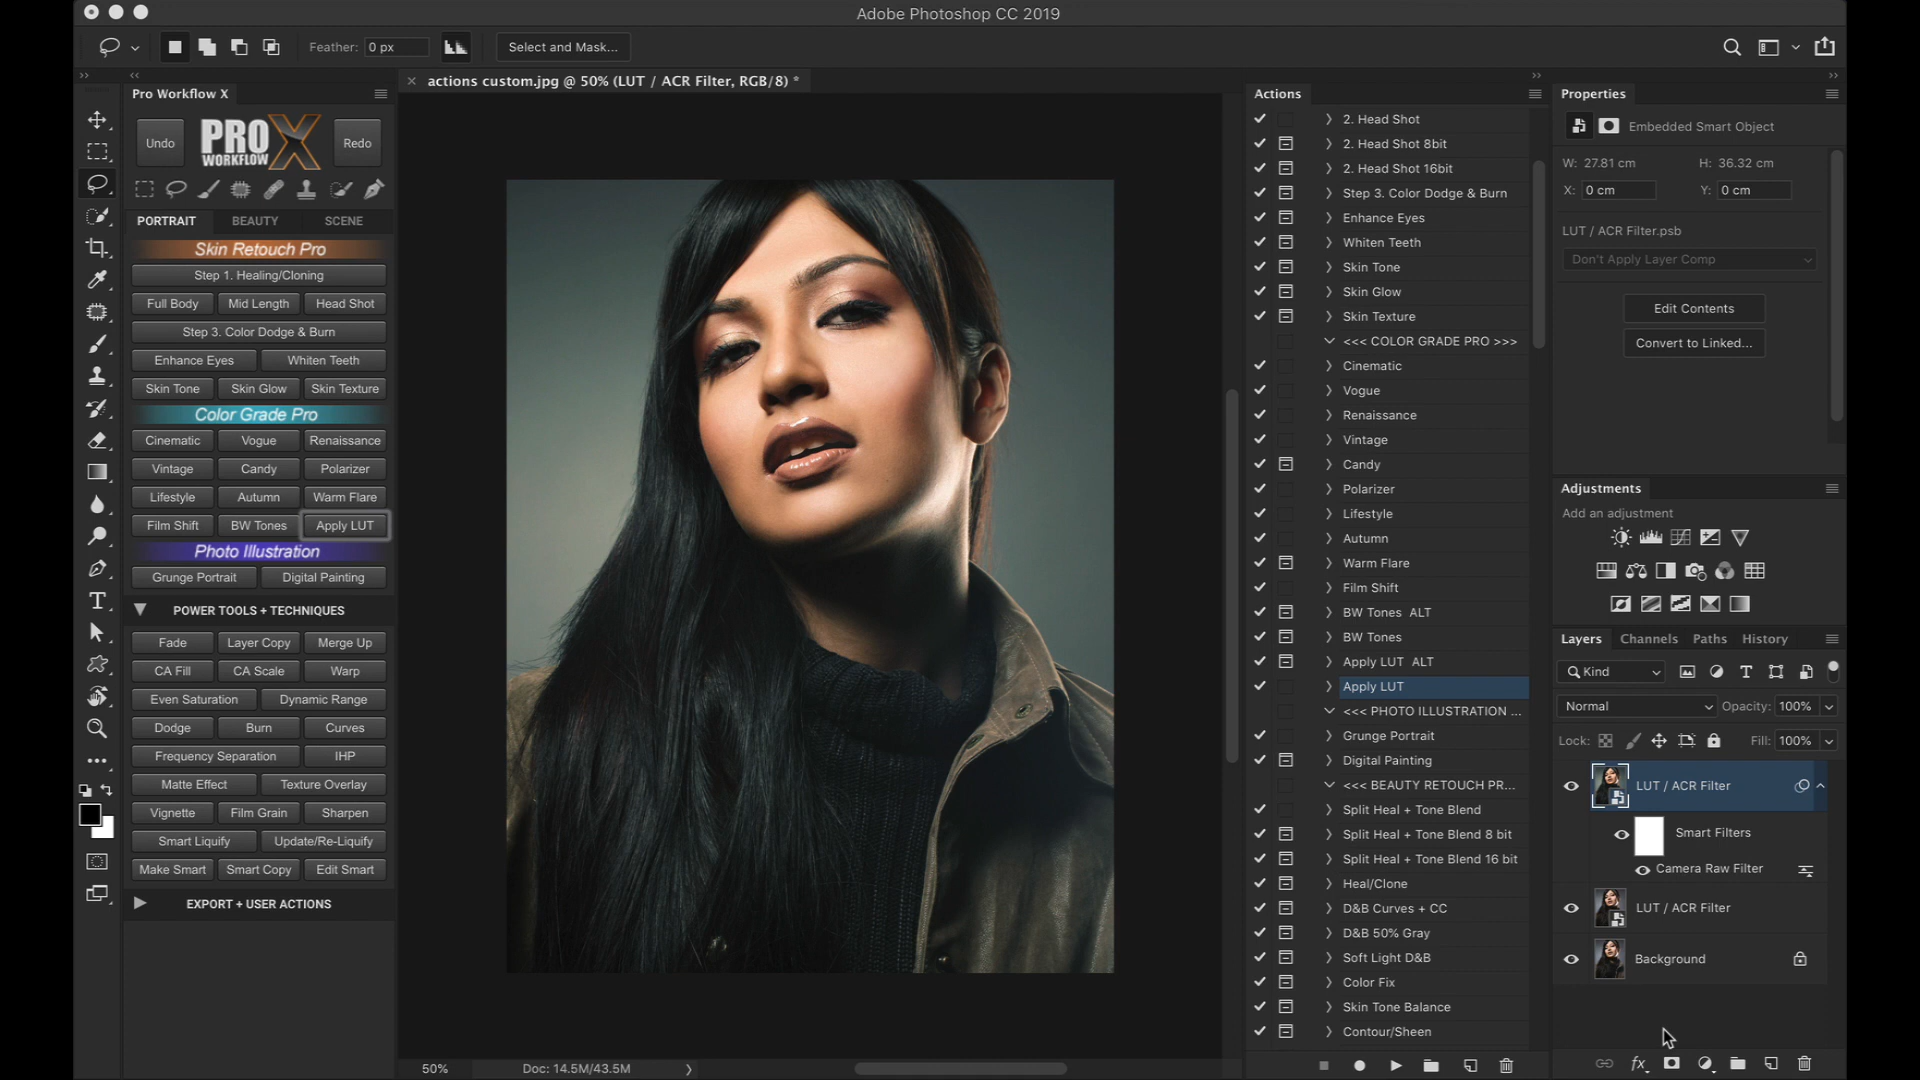 Adobe Photoshop CC 2019
Feather: 0 px
Select and Mask...
Pro Workflow X
actions custom.jpg @ 50% (LUT / ACR Filter, RGB/8) *
Undo
PRO X
WORKFLOW
Redo
PORTRAIT BEAUTY SCENE
Skin Retouch Pro
Step 1. Healing/Cloning
Full Body Mid Length Head Shot
Step 3. Color Dodge & Burn
Enhance Eyes Whiten Teeth
Skin Tone Skin Glow Skin Texture
Color Grade Pro
Cinematic Vogue Renaissance
Vintage Candy Polarizer
Lifestyle Autumn Warm Flare
Film Shift BW Tones Apply LUT
Photo Illustration
Grunge Portrait Digital Painting
POWER TOOLS + TECHNIQUES
Fade Layer Copy Merge Up
CA Fill CA Scale Warp
Even Saturation Dynamic Range
Dodge Burn Curves
Frequency Separation IHP
Matte Effect Texture Overlay
Vignette Film Grain Sharpen
Smart Liquify Update/Re-Liquify
Make Smart Smart Copy Edit Smart
EXPORT + USER ACTIONS
50% Doc: 14.5M/43.5M
Actions
2. Head Shot
2. Head Shot 8bit
2. Head Shot 16bit
Step 3. Color Dodge & Burn
Enhance Eyes
Whiten Teeth
Skin Tone
Skin Glow
Skin Texture
<<< COLOR GRADE PRO >>>
Cinematic
Vogue
Renaissance
Vintage
Candy
Polarizer
Lifestyle
Autumn
Warm Flare
Film Shift
BW Tones ALT
BW Tones
Apply LUT ALT
Apply LUT
<<< PHOTO ILLUSTRATION ...
Grunge Portrait
Digital Painting
<<< BEAUTY RETOUCH PR...
Split Heal + Tone Blend
Split Heal + Tone Blend 8 bit
Split Heal + Tone Blend 16 bit
Heal/Clone
D&B Curves + CC
D&B 50% Gray
Soft Light D&B
Color Fix
Skin Tone Balance
Contour/Sheen
Properties
Embedded Smart Object
W: 27.81 cm H: 36.32 cm
X: 0 cm Y: 0 cm
LUT / ACR Filter.psb
Don't Apply Layer Comp
Edit Contents
Convert to Linked...
Adjustments
Add an adjustment
Layers Channels Paths History
Kind
Normal Opacity: 100%
Lock: Fill: 100%
LUT / ACR Filter
Smart Filters
Camera Raw Filter
LUT / ACR Filter
Background
fx